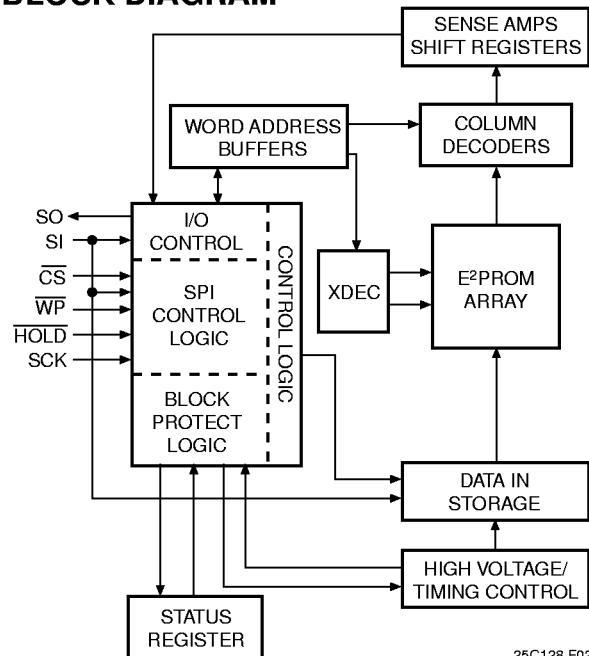 BLOCK DIAGRAM
SENSE AMPS
SHIFT REGISTERS
WORD ADDRESS
BUFFERS
COLUMN
DECODERS
SO
SI
CS
WP
HOLD
SCK
I/O
CONTROL
SPI
CONTROL
LOGIC
BLOCK
PROTECT
LOGIC
CONTROL LOGIC
XDEC
E²PROM
ARRAY
DATA IN
STORAGE
HIGH VOLTAGE/
TIMING CONTROL
STATUS
REGISTER
25C128 F02